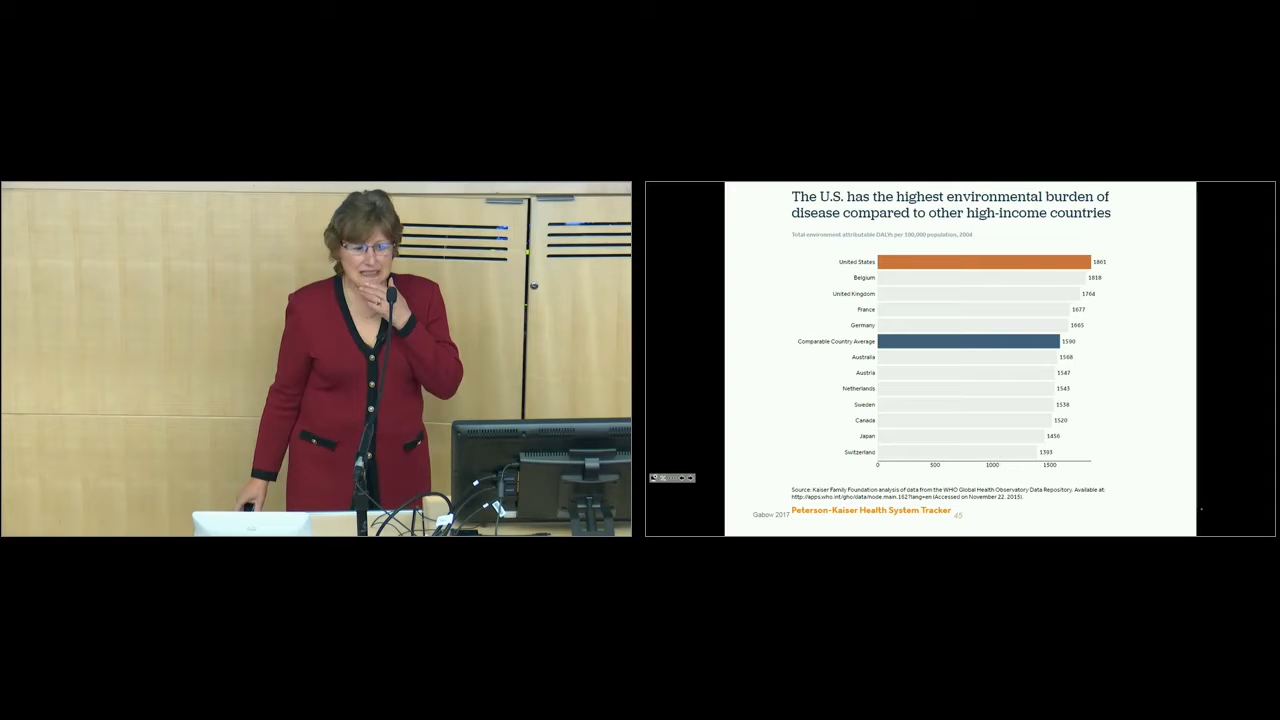 The U.S. has the highest environmental burden of
disease compared to other high-income countries
Total environment attributable DALYs per 100,000 population, 2004
United States 1861
Belgium 1818
United Kingdom 1764
France 1677
Germany 1665
Comparable Country Average 1590
Australia 1568
Austria 1547
Netherlands 1543
Sweden 1538
Canada 1520
Japan 1456
Switzerland 1393
0 500 1000 1500
Source: Kaiser Family Foundation analysis of data from the WHO Global Health Observatory Data Repository. Available at:
http://apps.who.int/gho/data/node.main.162?lang=en (Accessed on November 22, 2015).
Gabow 2017 Peterson-Kaiser Health System Tracker 45